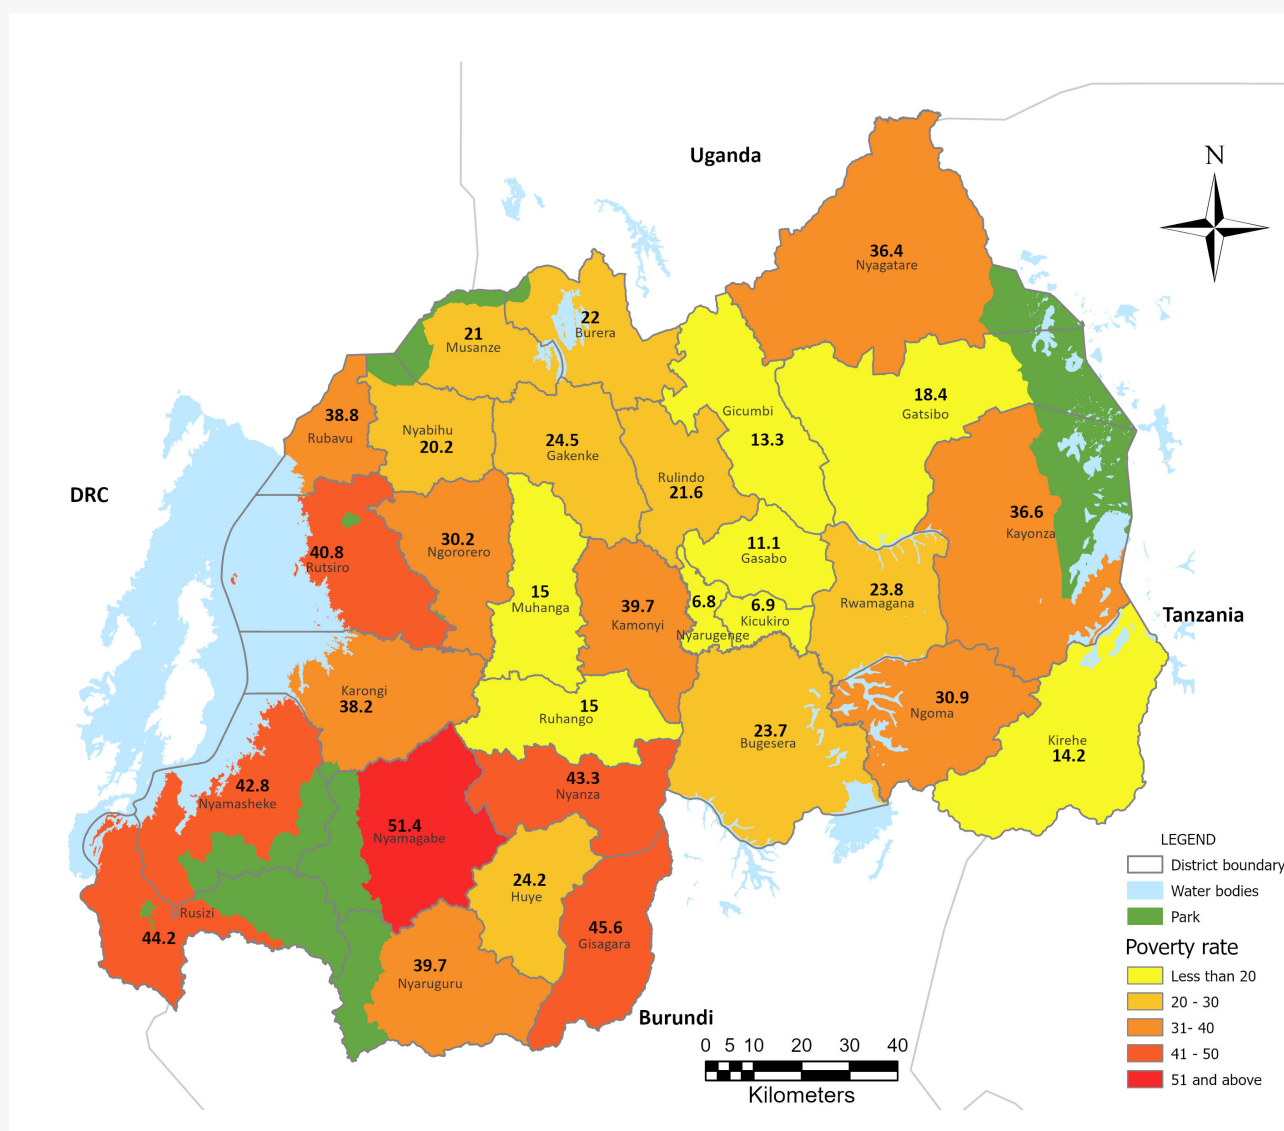 Uganda
N
36.4
Nyagatare
22
Burera
21
Musanze
38.8
Rubavu
Nyabihu
20.2
24.5
Gakenke
Gicumbi
13.3
18.4
Gatsibo
Rulindo
21.6
DRC
40.8
Rutsiro
30.2
Ngororero
15
Muhanga
39.7
Kamonyi
11.1
Gasabo
6.8
Nyarugenge
6.9
Kicukiro
23.8
Rwamagana
36.6
Kayonza
Tanzania
Karongi
38.2
15
Ruhango
23.7
Bugesera
30.9
Ngoma
Kirehe
14.2
42.8
Nyamasheke
43.3
Nyanza
51.4
Nyamagabe
24.2
Huye
Rusizi
44.2
45.6
Gisagara
39.7
Nyaruguru
Burundi
0 5 10 20 30 40
Kilometers
LEGEND
District boundary
Water bodies
Park
Poverty rate
Less than 20
20 - 30
31- 40
41 - 50
51 and above